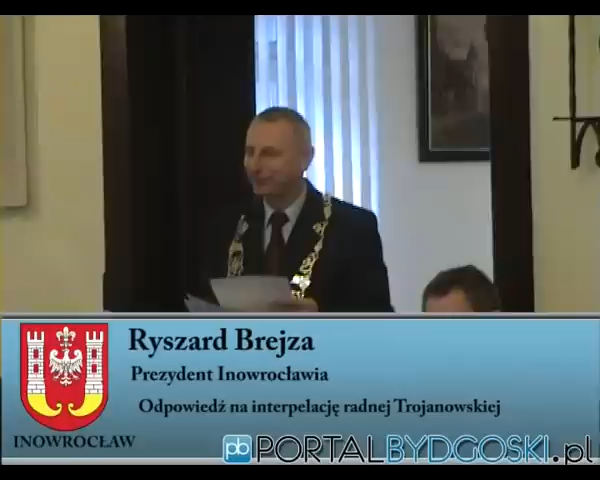 Ryszard Brejza
Prezydent Inowrocławia
Odpowiedź na interpelację radnej Trojanowskiej
INOWROCŁAW
pb PORTALBYDGOSKI.pl